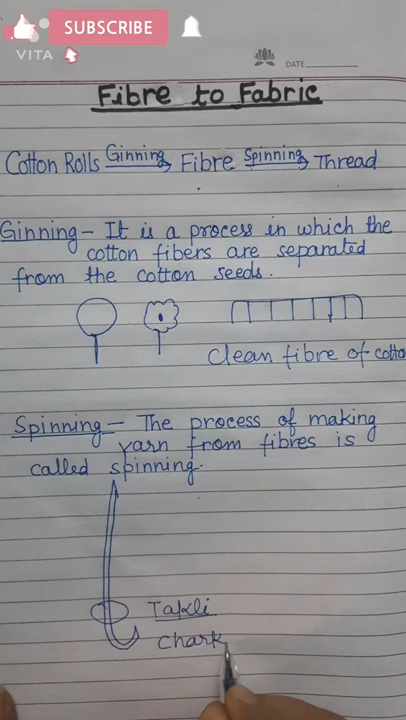 SUBSCRIBE
VITA
DATE
Fibre to Fabric
Cotton Rolls Ginning Fibre Spinning Thread
Ginning - It is a process in which the
cotton fibers are separated
from the cotton seeds.
Clean fibre of cotto
Spinning - The process of making
yarn from fibres is
called spinning.
Takli
Chark